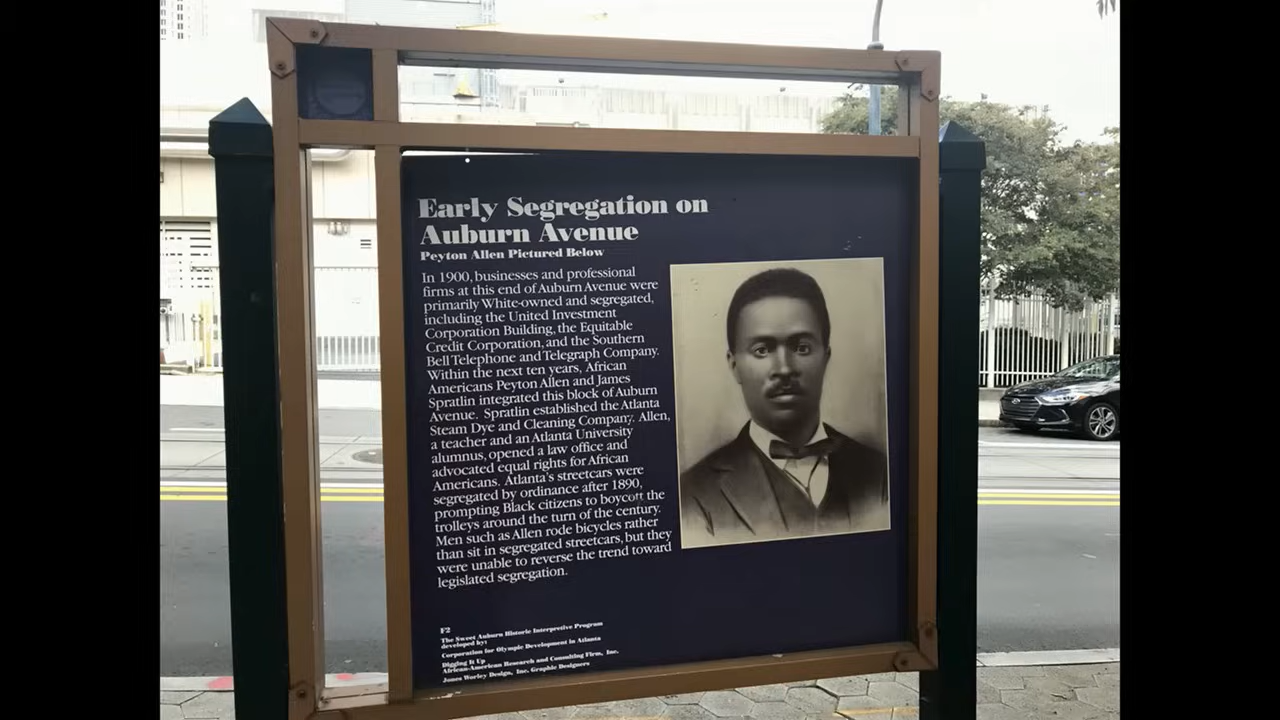 Early Segregation on
Auburn Avenue
Peyton Allen Pictured Below
In 1900, businesses and professional
firms at this end of Auburn Avenue were
primarily White-owned and segregated,
including the United Investment
Corporation Building, the Equitable
Credit Corporation, and the Southern
Bell Telephone and Telegraph Company.
Within the next ten years, African
Americans Peyton Allen and James
Spratlin integrated this block of Auburn
Avenue. Spratlin established the Atlanta
Steam Dye and Cleaning Company. Allen,
a teacher and an Atlanta University
alumnus, opened a law office and
advocated equal rights for African
Americans. Atlanta's streetcars were
segregated by ordinance after 1890,
prompting Black citizens to boycott the
trolleys around the turn of the century.
Men such as Allen rode bicycles rather
than sit in segregated streetcars, but they
were unable to reverse the trend toward
legislated segregation.
F2
The Sweet Auburn Historic Interpretive Program
developed by:
Corporation for Olympic Development in Atlanta
Digging It Up
African-American Research and Consulting Firm, Inc.
Jones Worley Design, Inc. Graphic Designers